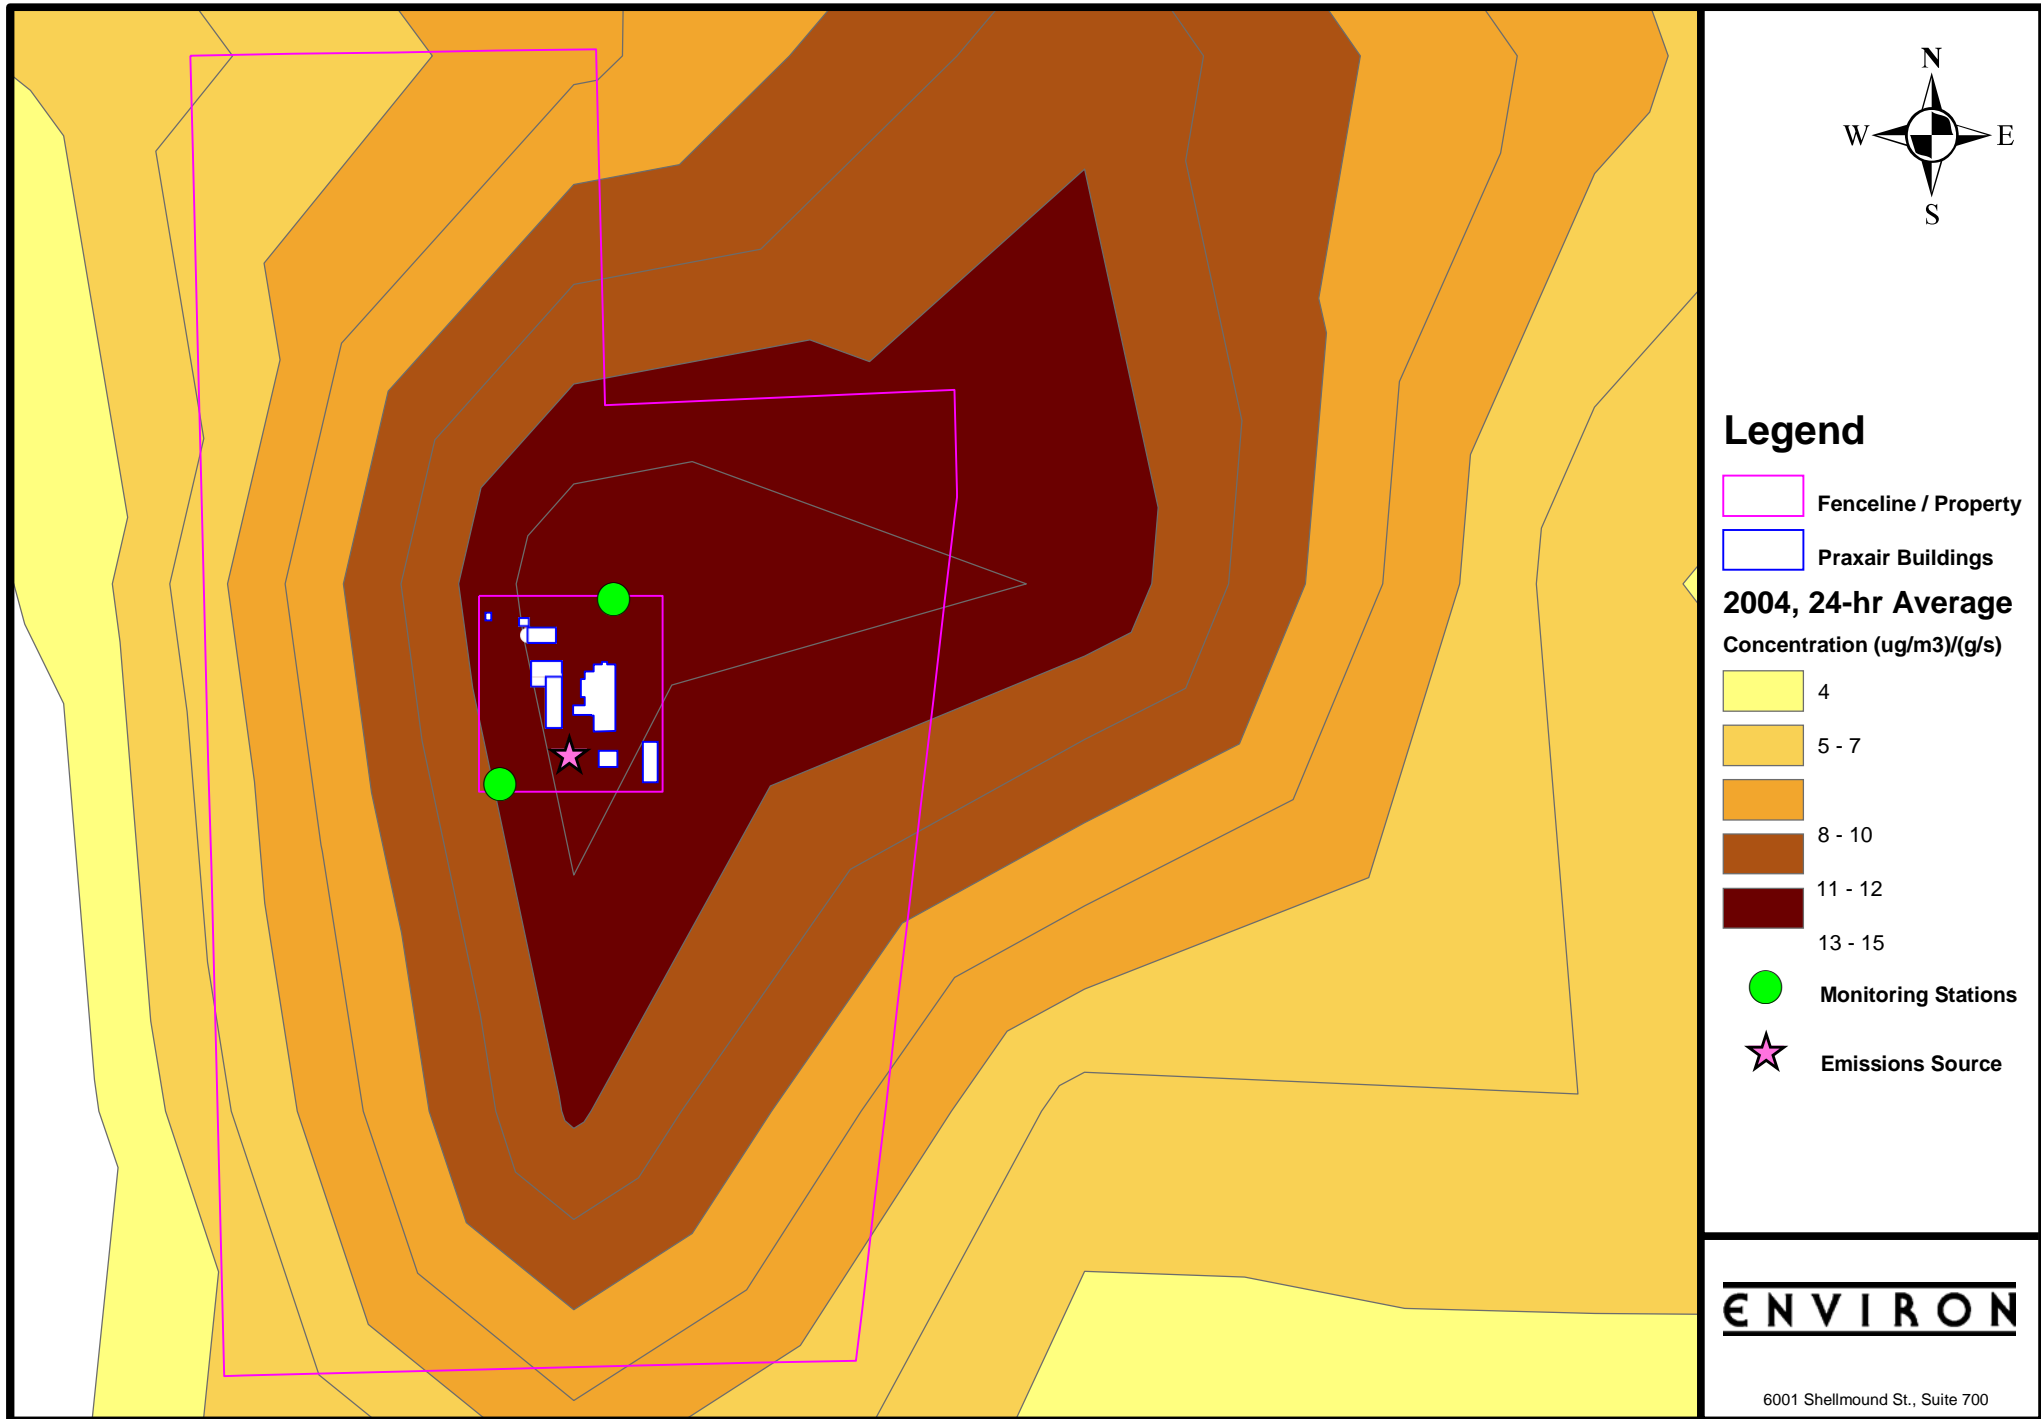 N
W E
S
Legend
Fenceline / Property
Praxair Buildings
2004, 24-hr Average
Concentration (ug/m3)/(g/s)
4
5 - 7
8 - 10
11 - 12
13 - 15
Monitoring Stations
Emissions Source
ENVIRON
6001 Shellmound St., Suite 700